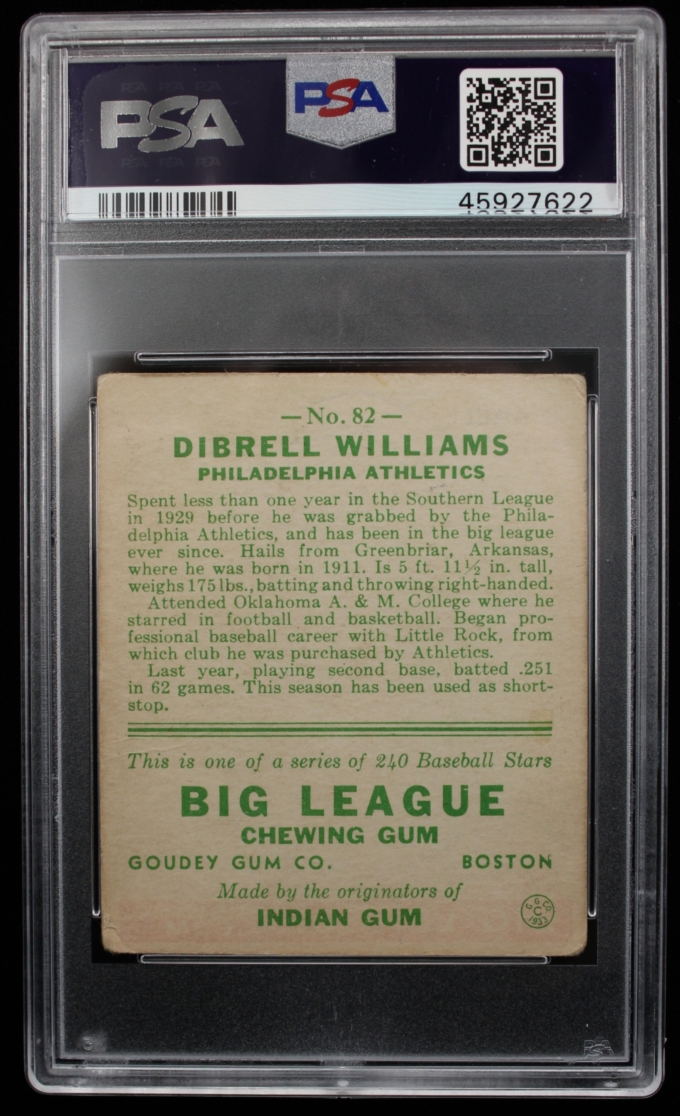 PSA
PSA
45927622
— No. 82 —
DIBRELL WILLIAMS
PHILADELPHIA ATHLETICS
Spent less than one year in the Southern League
in 1929 before he was grabbed by the Phila-
delphia Athletics, and has been in the big league
ever since. Hails from Greenbriar, Arkansas,
where he was born in 1911. Is 5 ft. 11½ in. tall,
weighs 175 lbs., batting and throwing right-handed.
Attended Oklahoma A. & M. College where he
starred in football and basketball. Began pro-
fessional baseball career with Little Rock, from
which club he was purchased by Athletics.
Last year, playing second base, batted .251
in 62 games. This season has been used as short-
stop.
This is one of a series of 240 Baseball Stars
BIG LEAGUE
CHEWING GUM
GOUDEY GUM CO. BOSTON
Made by the originators of
INDIAN GUM
G. G. CO.
C
1933
PSA